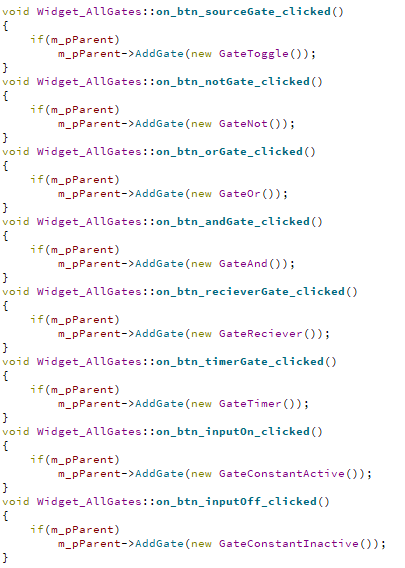 void Widget_AllGates::on_btn_sourceGate_clicked()
{
    if(m_pParent)
        m_pParent->AddGate(new GateToggle());
}
void Widget_AllGates::on_btn_notGate_clicked()
{
    if(m_pParent)
        m_pParent->AddGate(new GateNot());
}
void Widget_AllGates::on_btn_orGate_clicked()
{
    if(m_pParent)
        m_pParent->AddGate(new GateOr());
}
void Widget_AllGates::on_btn_andGate_clicked()
{
    if(m_pParent)
        m_pParent->AddGate(new GateAnd());
}
void Widget_AllGates::on_btn_recieverGate_clicked()
{
    if(m_pParent)
        m_pParent->AddGate(new GateReciever());
}
void Widget_AllGates::on_btn_timerGate_clicked()
{
    if(m_pParent)
        m_pParent->AddGate(new GateTimer());
}
void Widget_AllGates::on_btn_inputOn_clicked()
{
    if(m_pParent)
        m_pParent->AddGate(new GateConstantActive());
}
void Widget_AllGates::on_btn_inputOff_clicked()
{
    if(m_pParent)
        m_pParent->AddGate(new GateConstantInactive());
}